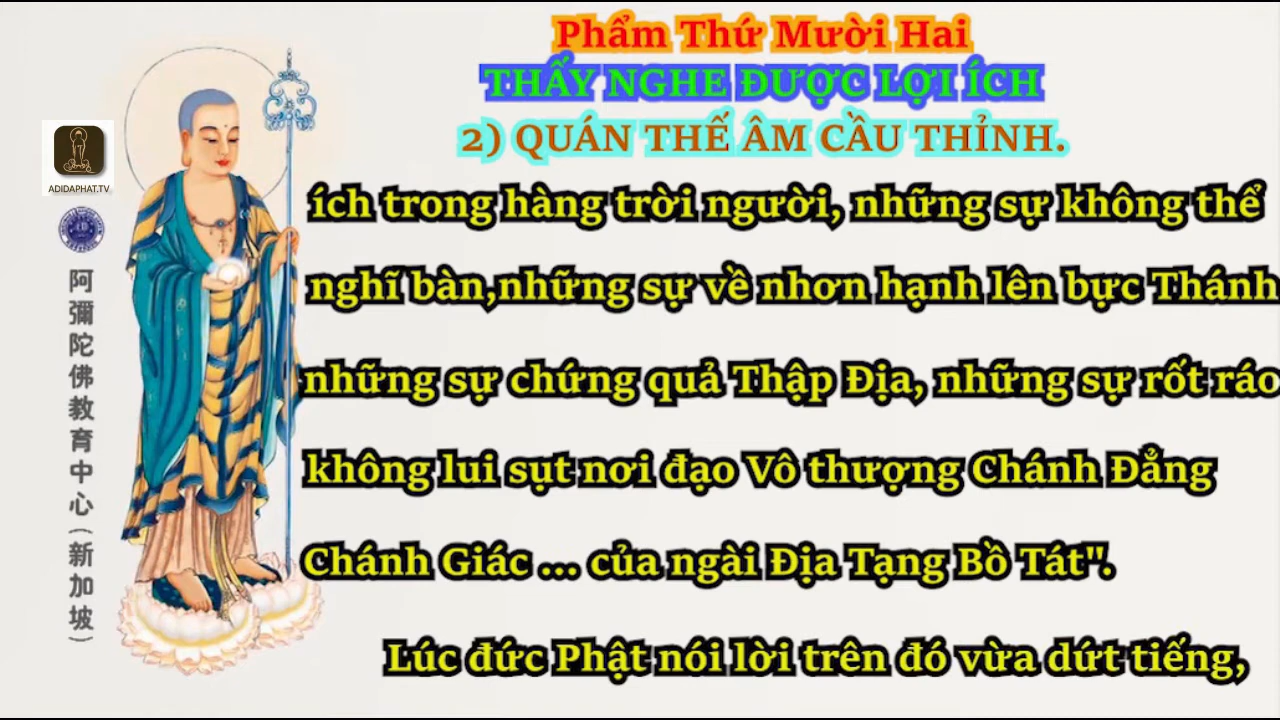 Phẩm Thứ Mười Hai
THẤY NGHE ĐƯỢC LỢI ÍCH
2) QUÁN THẾ ÂM CẦU THỈNH.
ích trong hàng trời người, những sự không thể
nghĩ bàn,những sự về nhơn hạnh lên bực Thánh
những sự chứng quả Thập Địa, những sự rốt ráo
không lui sụt nơi đạo Vô thượng Chánh Đẳng
Chánh Giác ... của ngài Địa Tạng Bồ Tát".
Lúc đức Phật nói lời trên đó vừa dứt tiếng,
ADIDAPHAT.TV
阿彌陀佛教育中心(新加坡)